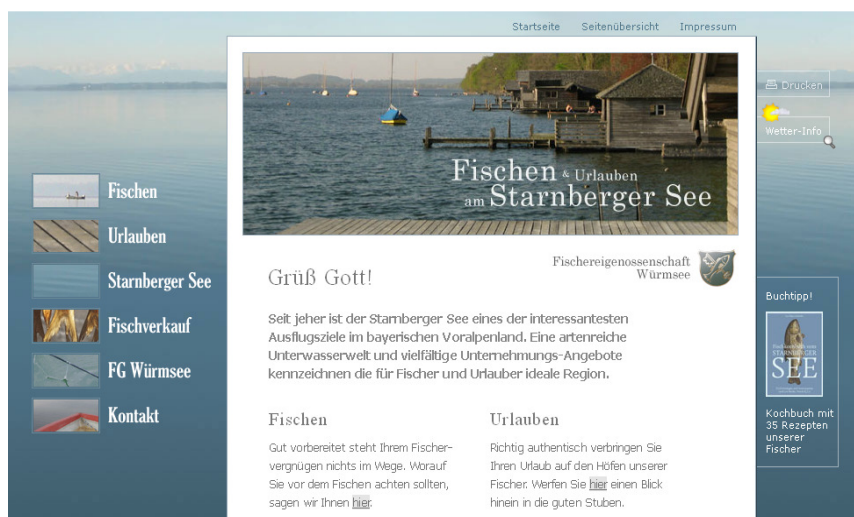 Startseite Seitenübersicht Impressum
Drucken
Wetter-Info
Fischen & Urlauben
am Starnberger See
Fischen
Urlauben
Starnberger See
Fischverkauf
FG Würmsee
Kontakt
Fischereigenossenschaft
Würmsee
Grüß Gott!
Seit jeher ist der Starnberger See eines der interessantesten
Ausflugsziele im bayerischen Voralpenland. Eine artenreiche
Unterwasserwelt und vielfältige Unternehmungs-Angebote
kennzeichnen die für Fischer und Urlauber ideale Region.
Fischen
Gut vorbereitet steht Ihrem Fischer-
vergnügen nichts im Wege. Worauf
Sie vor dem Fischen achten sollten,
sagen wir Ihnen hier.
Urlauben
Richtig authentisch verbringen Sie
Ihren Urlaub auf den Höfen unserer
Fischer. Werfen Sie hier einen Blick
hinein in die guten Stuben.
Buchtipp!
STARNBERGER
SEE
Kochbuch mit
35 Rezepten
unserer
Fischer